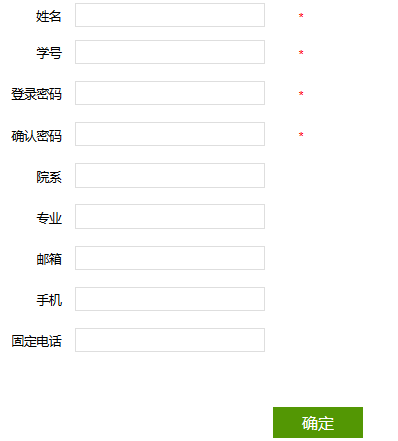 姓名 *
学号 *
登录密码 *
确认密码 *
院系
专业
邮箱
手机
固定电话
确定